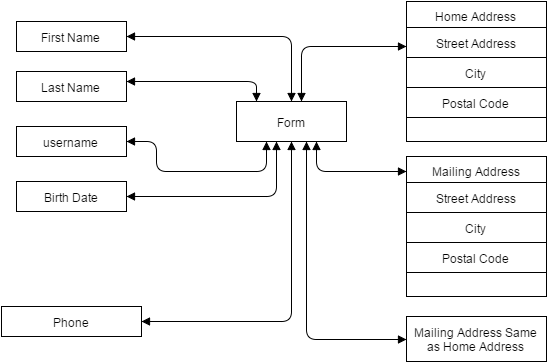 First Name
Last Name
username
Birth Date
Phone
Form
Home Address
Street Address
City
Postal Code
Mailing Address
Street Address
City
Postal Code
Mailing Address Same
as Home Address